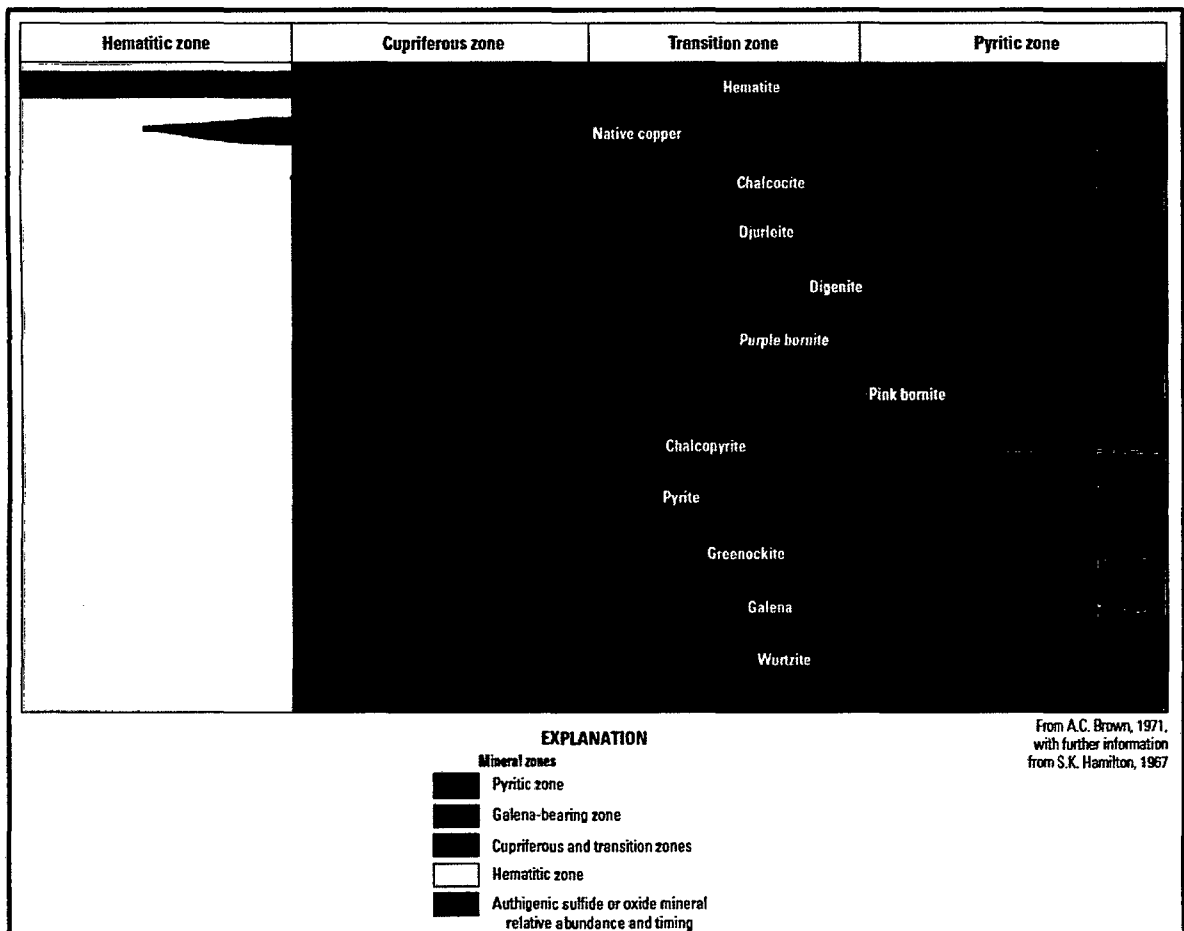 Hematitic zone Cupriferous zone Transition zone Pyritic zone
Hematite
Native copper
Chalcocite
Djurleite
Digenite
Purple bornite
Pink bornite
Chalcopyrite
Pyrite
Greenockite
Galena
Wurtzite
From A.C. Brown, 1971,
with further information
from S.K. Hamilton, 1967
EXPLANATION
Mineral zones
Pyritic zone
Galena-bearing zone
Cupriferous and transition zones
Hematitic zone
Authigenic sulfide or oxide mineral
relative abundance and timing